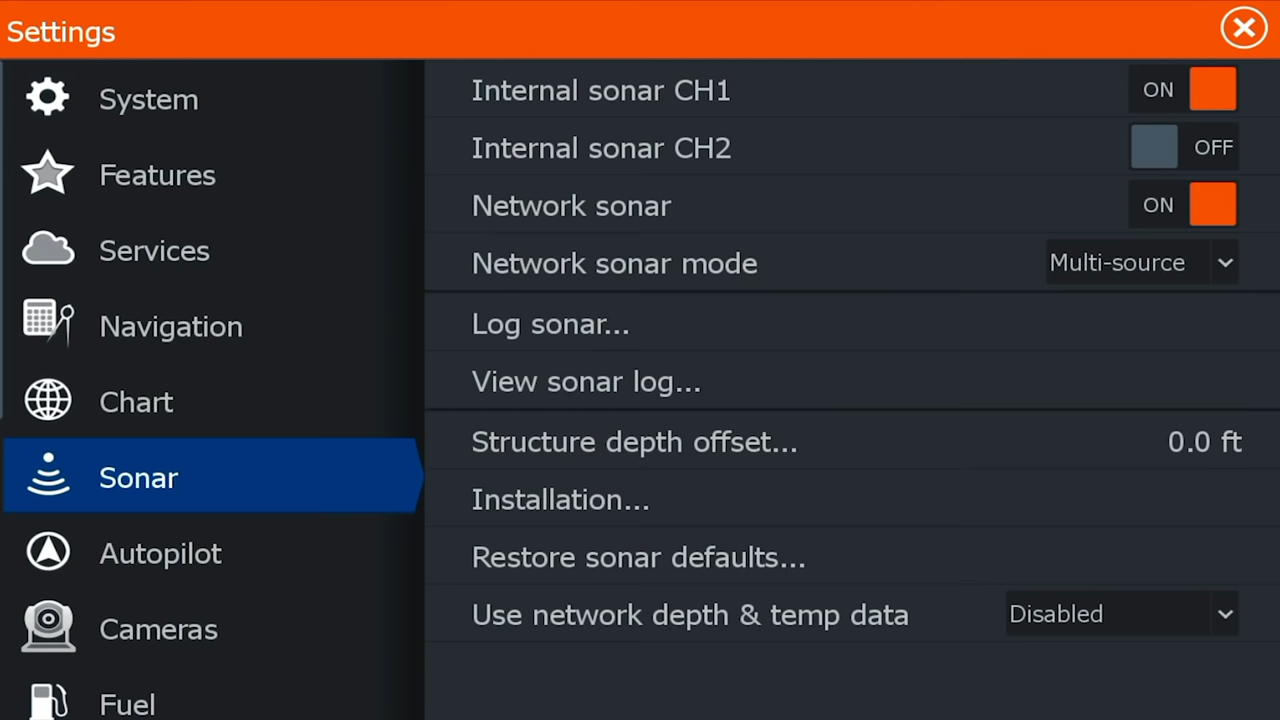 Settings
System
Features
Services
Navigation
Chart
Sonar
Autopilot
Cameras
Fuel
Internal sonar CH1 ON
Internal sonar CH2 OFF
Network sonar ON
Network sonar mode Multi-source
Log sonar...
View sonar log...
Structure depth offset... 0.0 ft
Installation...
Restore sonar defaults...
Use network depth & temp data Disabled